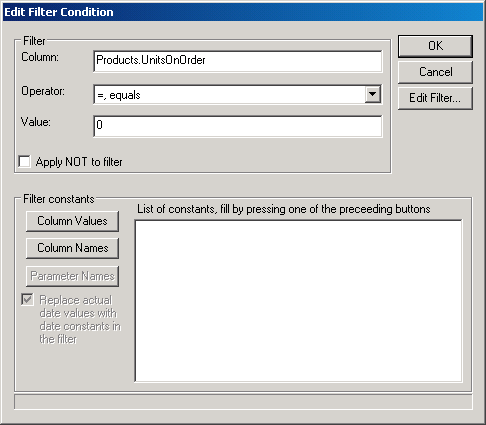 Edit Filter Condition
Filter
Column:
Products.UnitsOnOrder
OK
Cancel
Operator:
=, equals
Edit Filter...
Value:
0
Apply NOT to filter
Filter constants
Column Values
List of constants, fill by pressing one of the preceeding buttons
Column Names
Parameter Names
Replace actual
date values with
date constants in
the filter